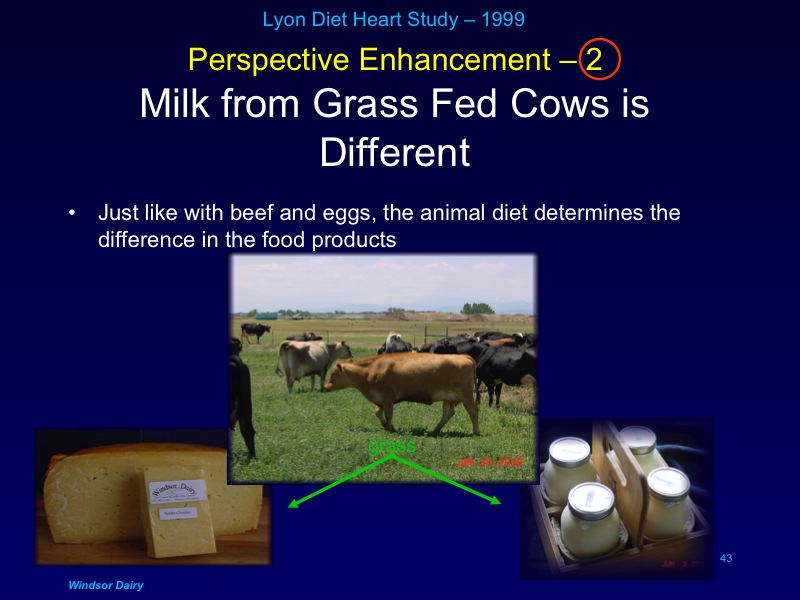 Lyon Diet Heart Study – 1999
Perspective Enhancement – 2
Milk from Grass Fed Cows is
Different
• Just like with beef and eggs, the animal diet determines the
difference in the food products
grass
Windsor Dairy
43
Windsor Dairy